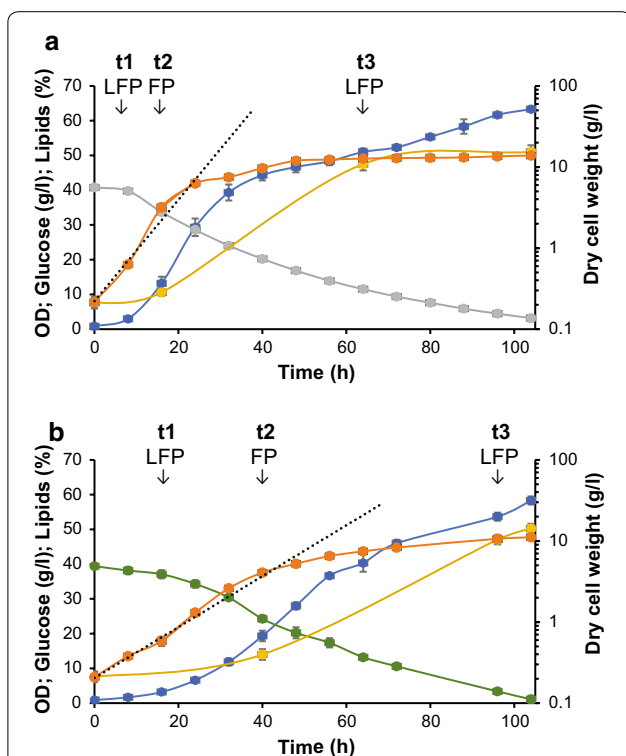 a
t1 t2 t3
LFP FP LFP
↓ ↓ ↓
OD; Glucose (g/l); Lipids (%)
70
60
50
40
30
20
10
0
Dry cell weight (g/l)
100
10
1
0.1
0 20 40 60 80 100
Time (h)
b
t1 t2 t3
LFP FP LFP
↓ ↓ ↓
OD; Glucose (g/l); Lipids (%)
70
60
50
40
30
20
10
0
Dry cell weight (g/l)
100
10
1
0.1
0 20 40 60 80 100
Time (h)